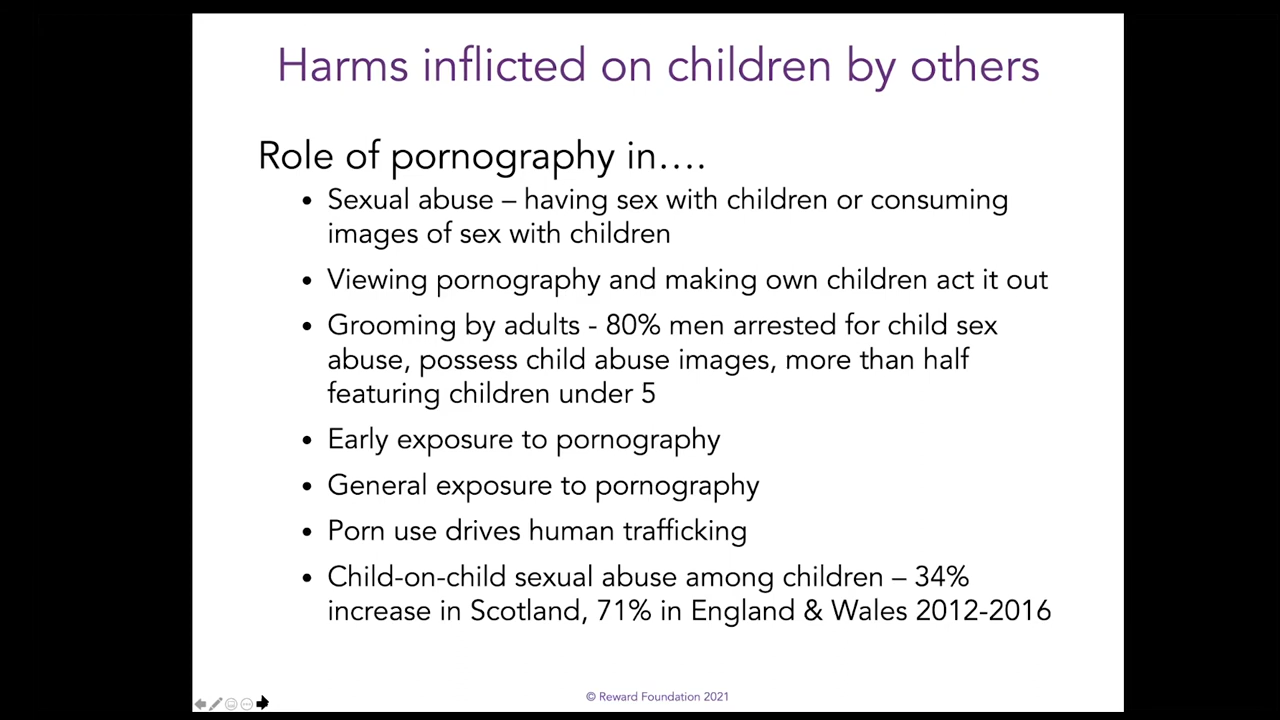 Harms inflicted on children by others
Role of pornography in….
• Sexual abuse – having sex with children or consuming
images of sex with children
• Viewing pornography and making own children act it out
• Grooming by adults - 80% men arrested for child sex
abuse, possess child abuse images, more than half
featuring children under 5
• Early exposure to pornography
• General exposure to pornography
• Porn use drives human trafficking
• Child-on-child sexual abuse among children – 34%
increase in Scotland, 71% in England & Wales 2012-2016
© Reward Foundation 2021